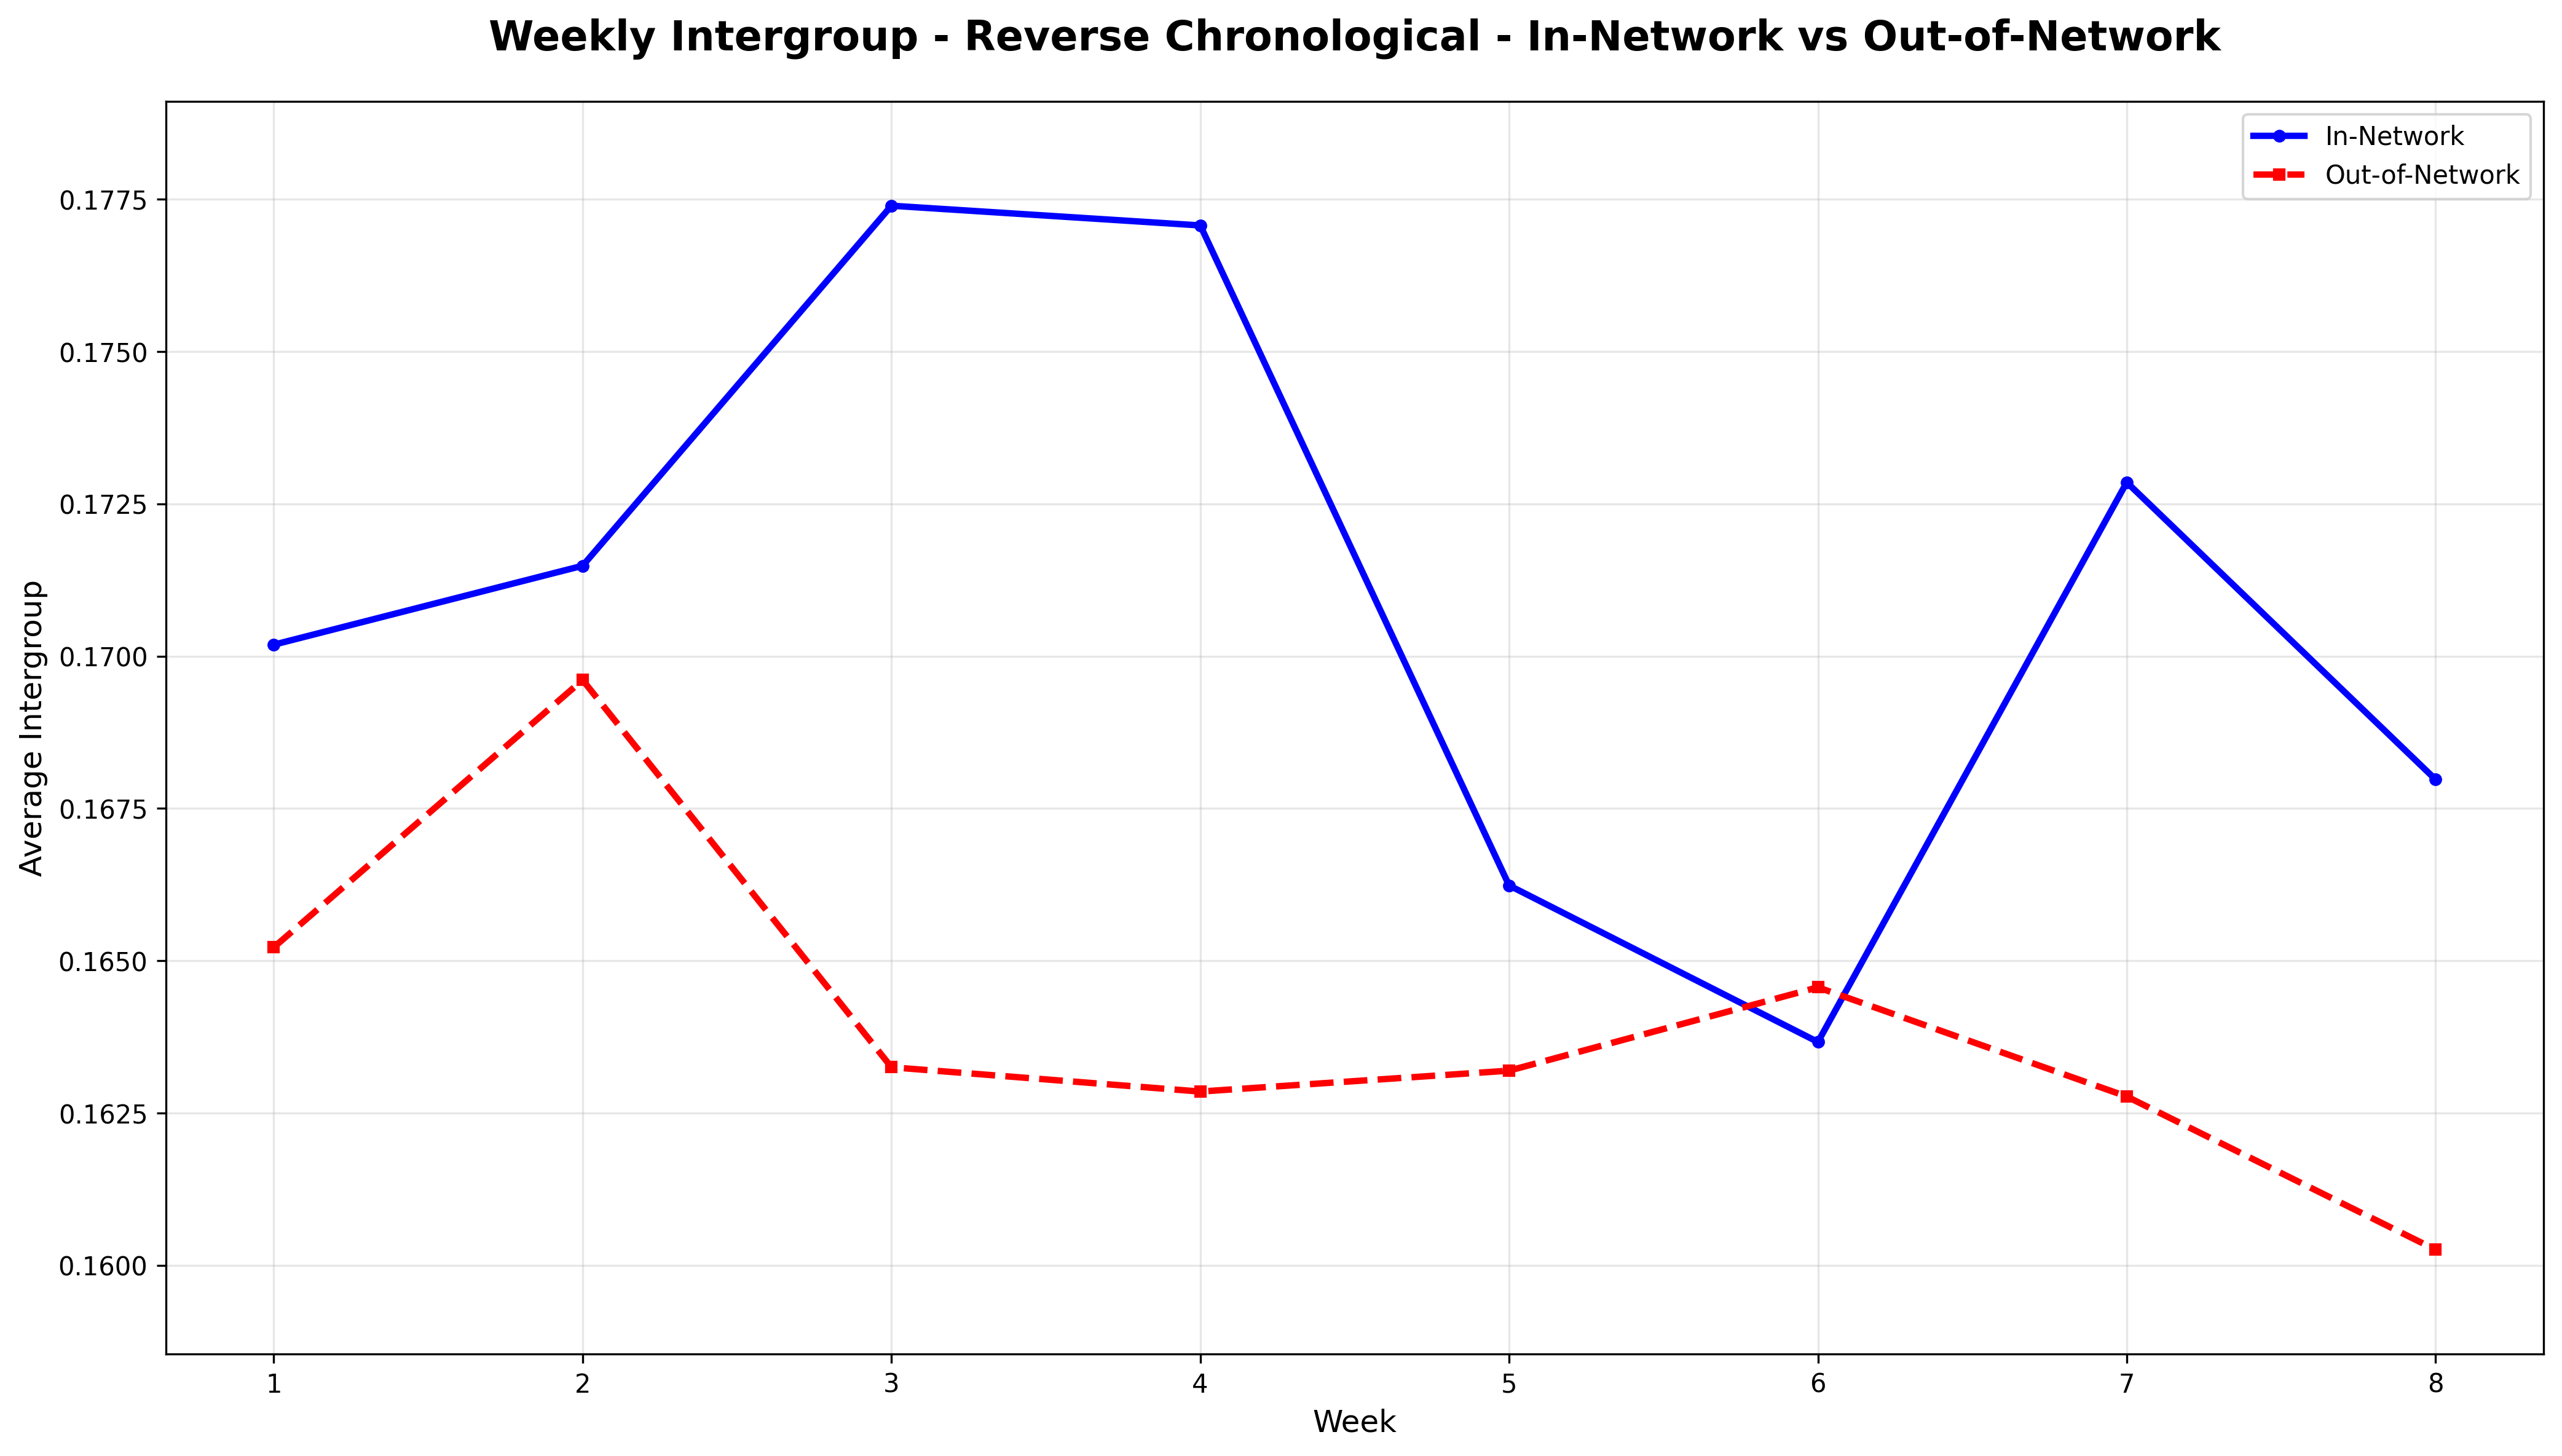 Weekly Intergroup - Reverse Chronological - In-Network vs Out-of-Network
In-Network
Out-of-Network
Average Intergroup
0.1775
0.1750
0.1725
0.1700
0.1675
0.1650
0.1625
0.1600
1 2 3 4 5 6 7 8
Week